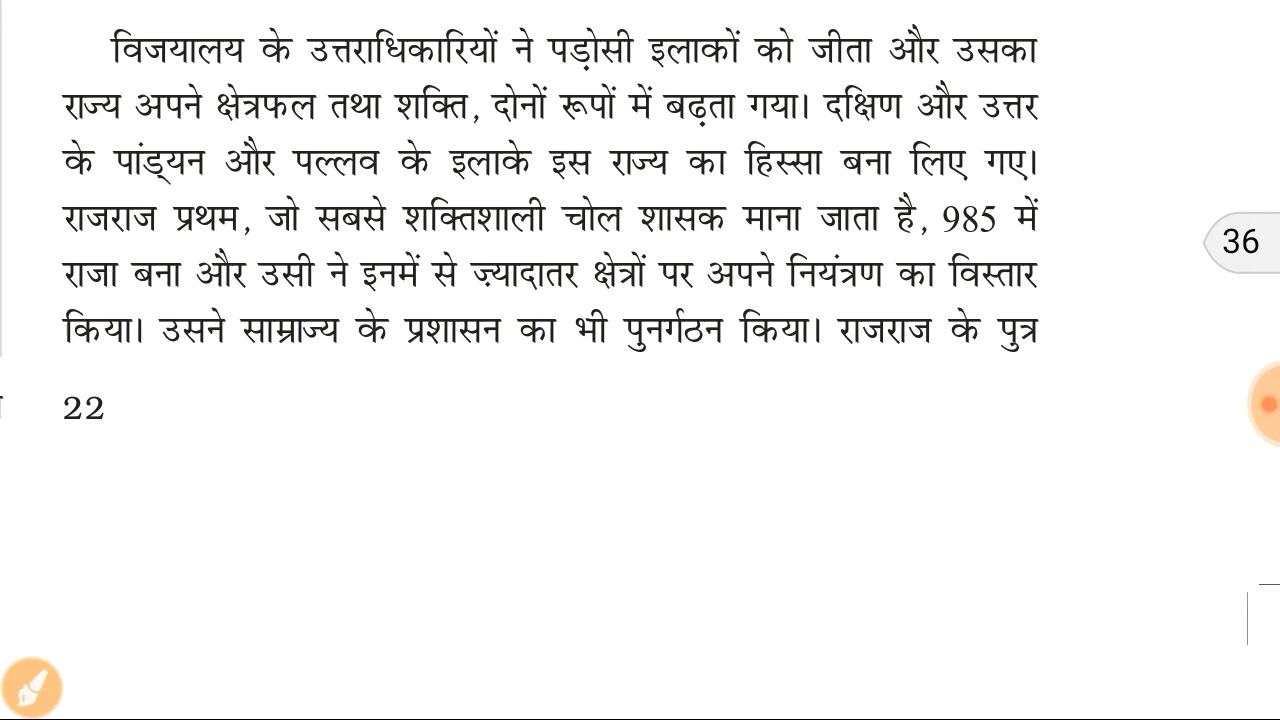 विजयालय के उत्तराधिकारियों ने पड़ोसी इलाकों को जीता और उसका
राज्य अपने क्षेत्रफल तथा शक्ति, दोनों रूपों में बढ़ता गया। दक्षिण और उत्तर
के पांड्यन और पल्लव के इलाके इस राज्य का हिस्सा बना लिए गए।
राजराज प्रथम, जो सबसे शक्तिशाली चोल शासक माना जाता है, 985 में
36
राजा बना और उसी ने इनमें से ज़्यादातर क्षेत्रों पर अपने नियंत्रण का विस्तार
किया। उसने साम्राज्य के प्रशासन का भी पुनर्गठन किया। राजराज के पुत्र
22